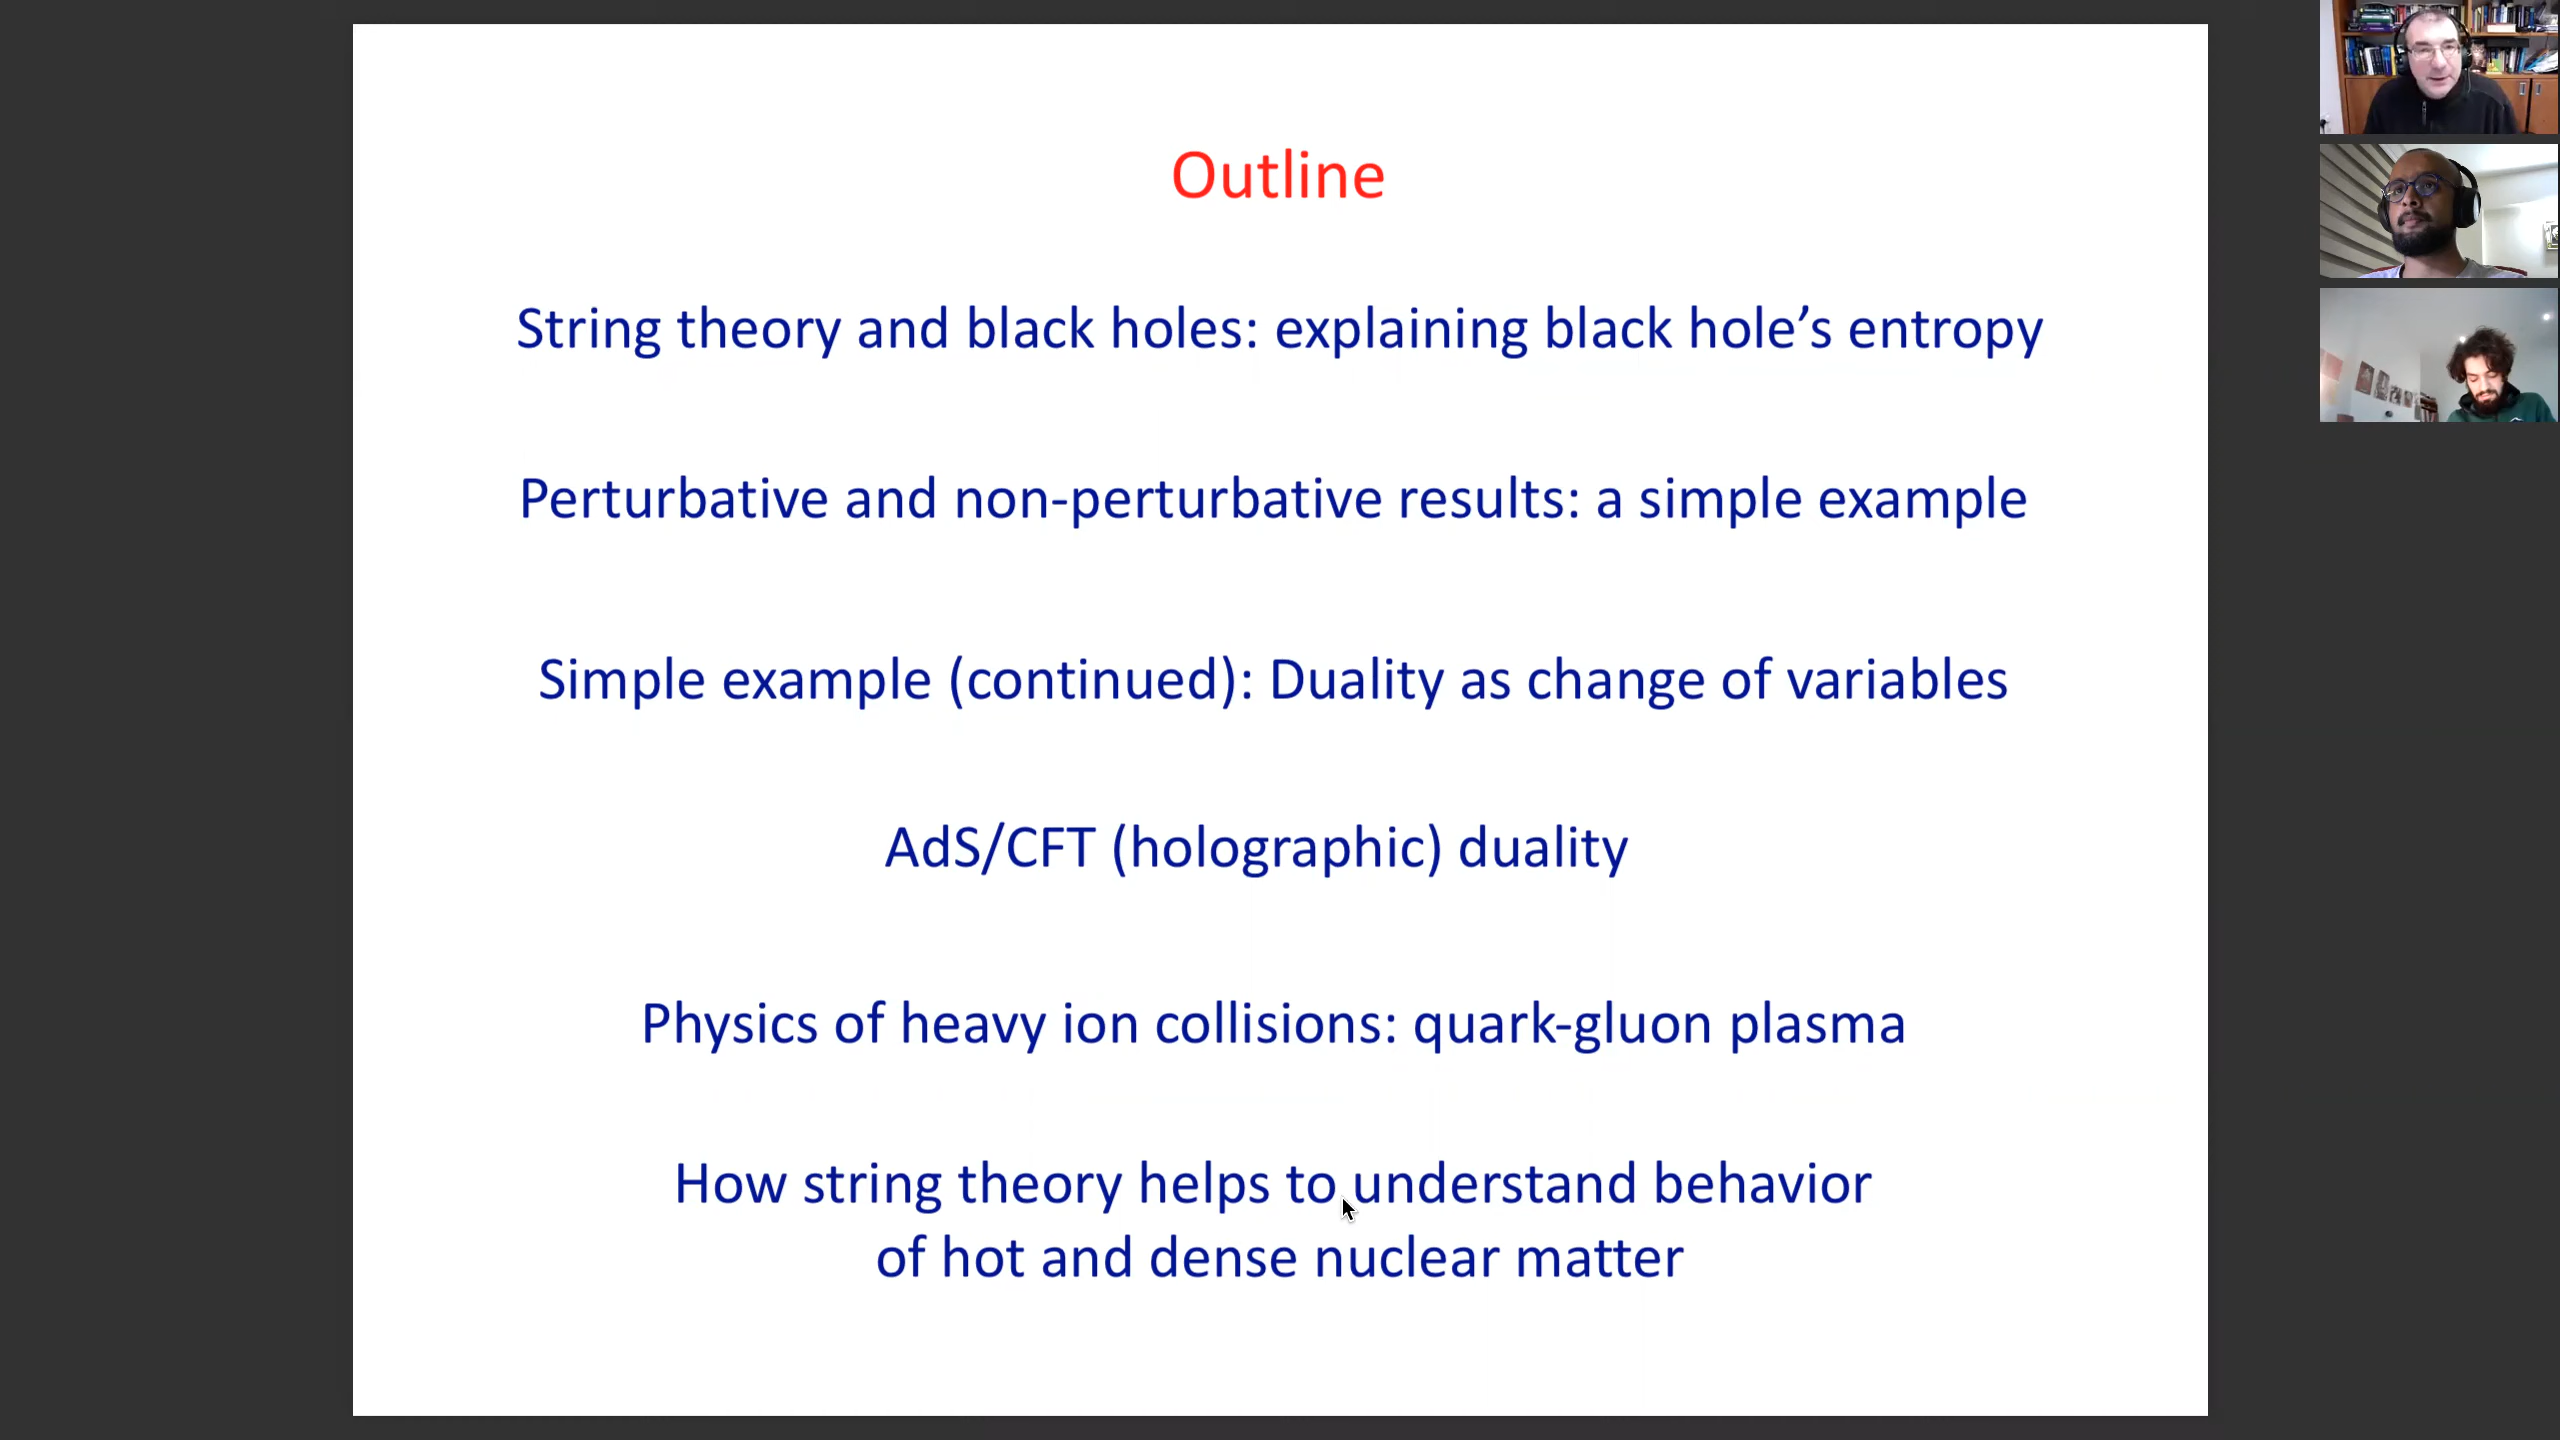 Outline
String theory and black holes: explaining black hole’s entropy
Perturbative and non-perturbative results: a simple example
Simple example (continued): Duality as change of variables
AdS/CFT (holographic) duality
Physics of heavy ion collisions: quark-gluon plasma
How string theory helps to understand behavior
of hot and dense nuclear matter